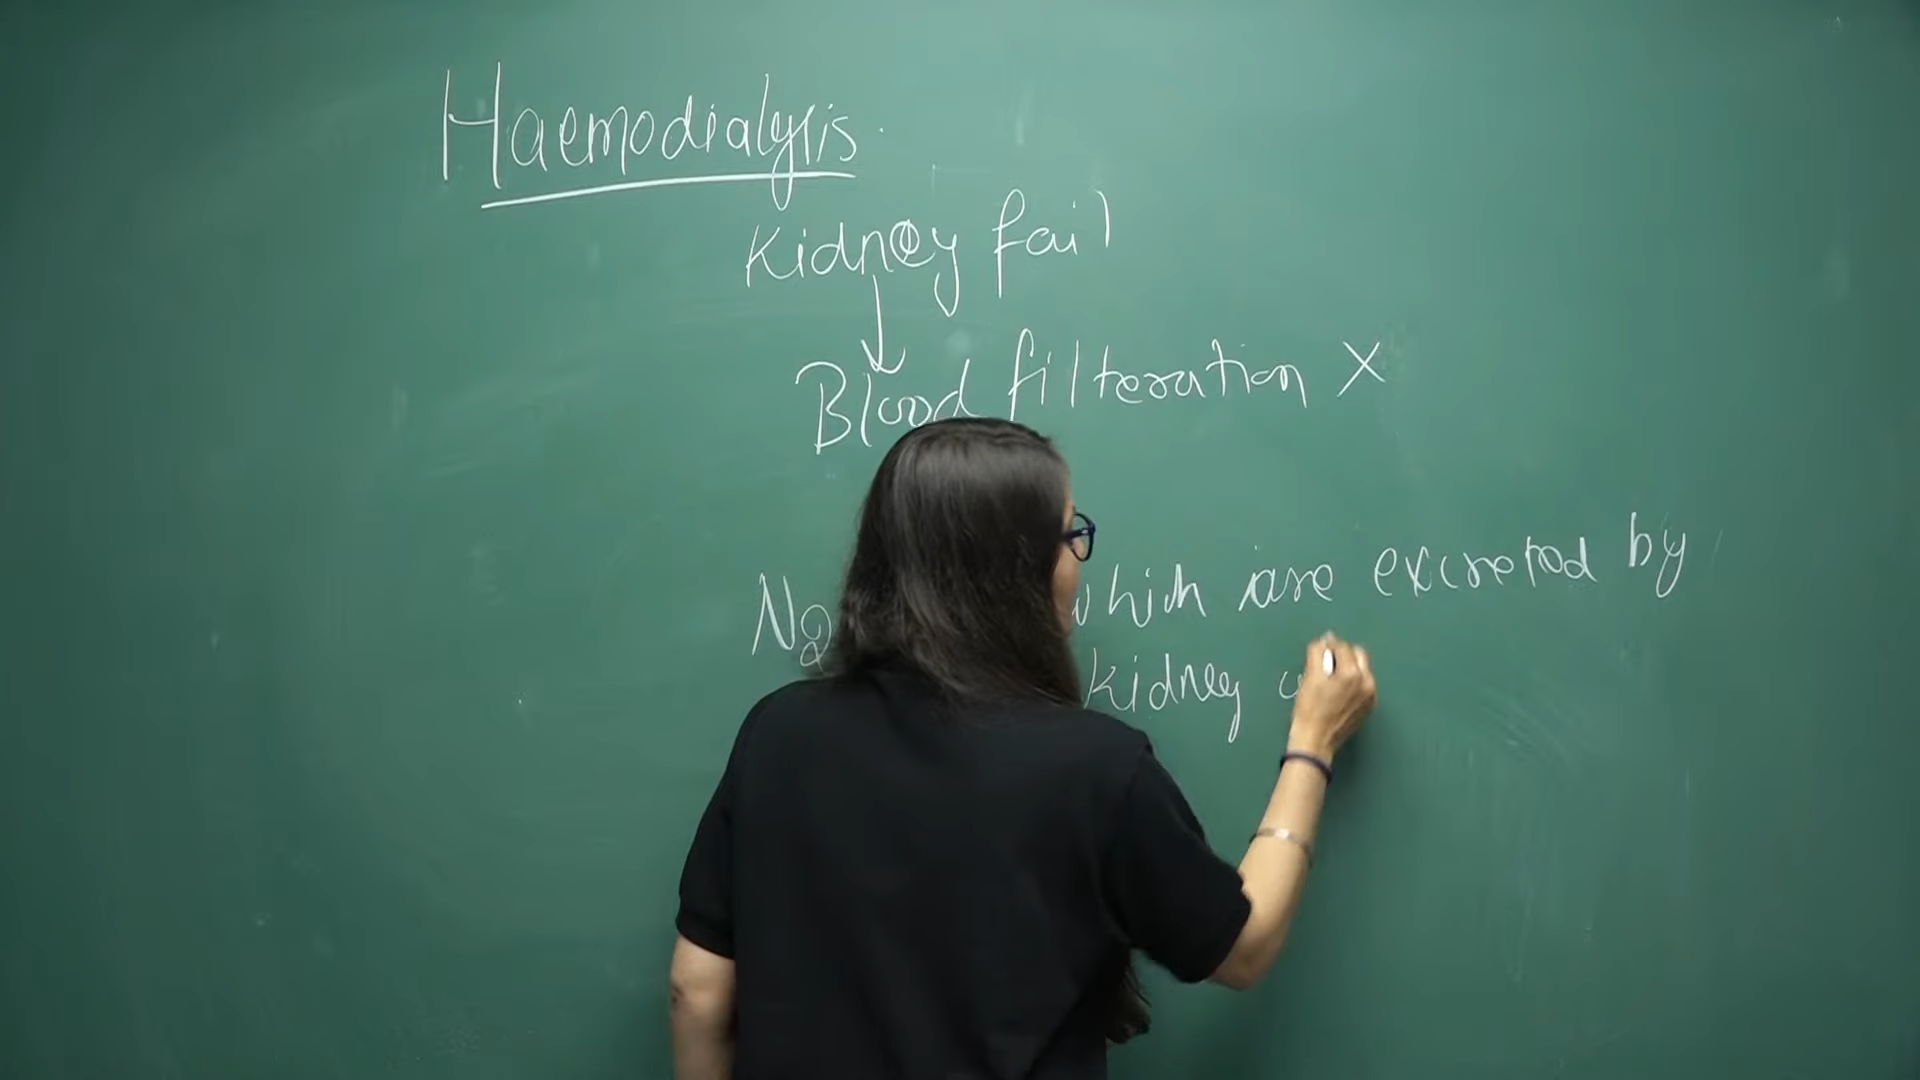 Haemodialysis
Kidney fail
Blood filteration X
N2 which are excreted by
Kidney